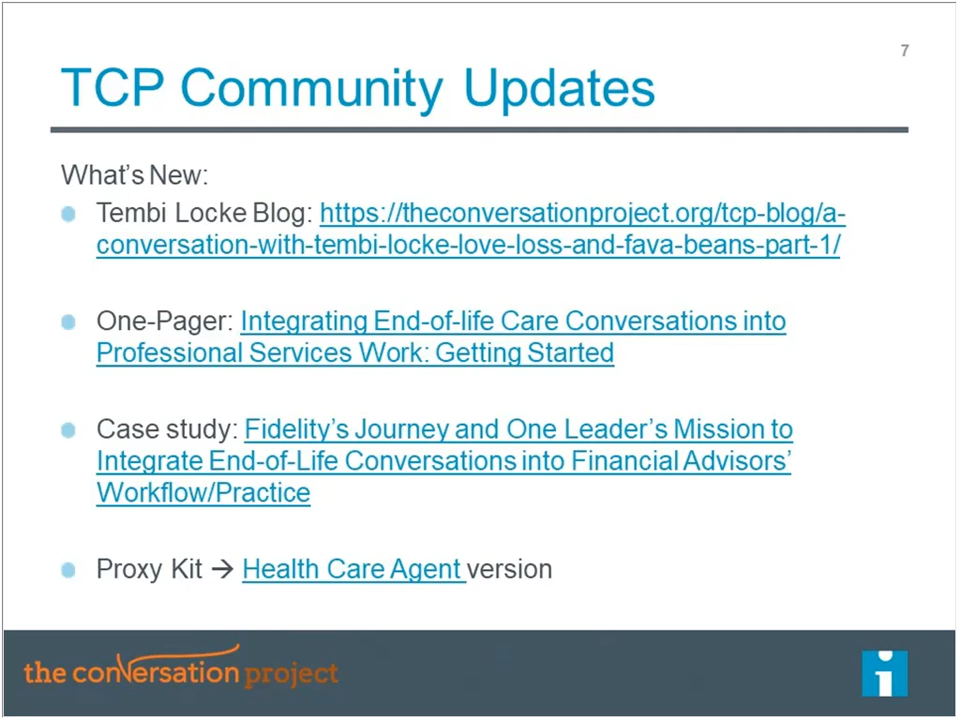 7
TCP Community Updates
What's New:
Tembi Locke Blog: https://theconversationproject.org/tcp-blog/a-
conversation-with-tembi-locke-love-loss-and-fava-beans-part-1/
One-Pager: Integrating End-of-life Care Conversations into
Professional Services Work: Getting Started
Case study: Fidelity's Journey and One Leader's Mission to
Integrate End-of-Life Conversations into Financial Advisors'
Workflow/Practice
Proxy Kit → Health Care Agent version
the conversation project
i